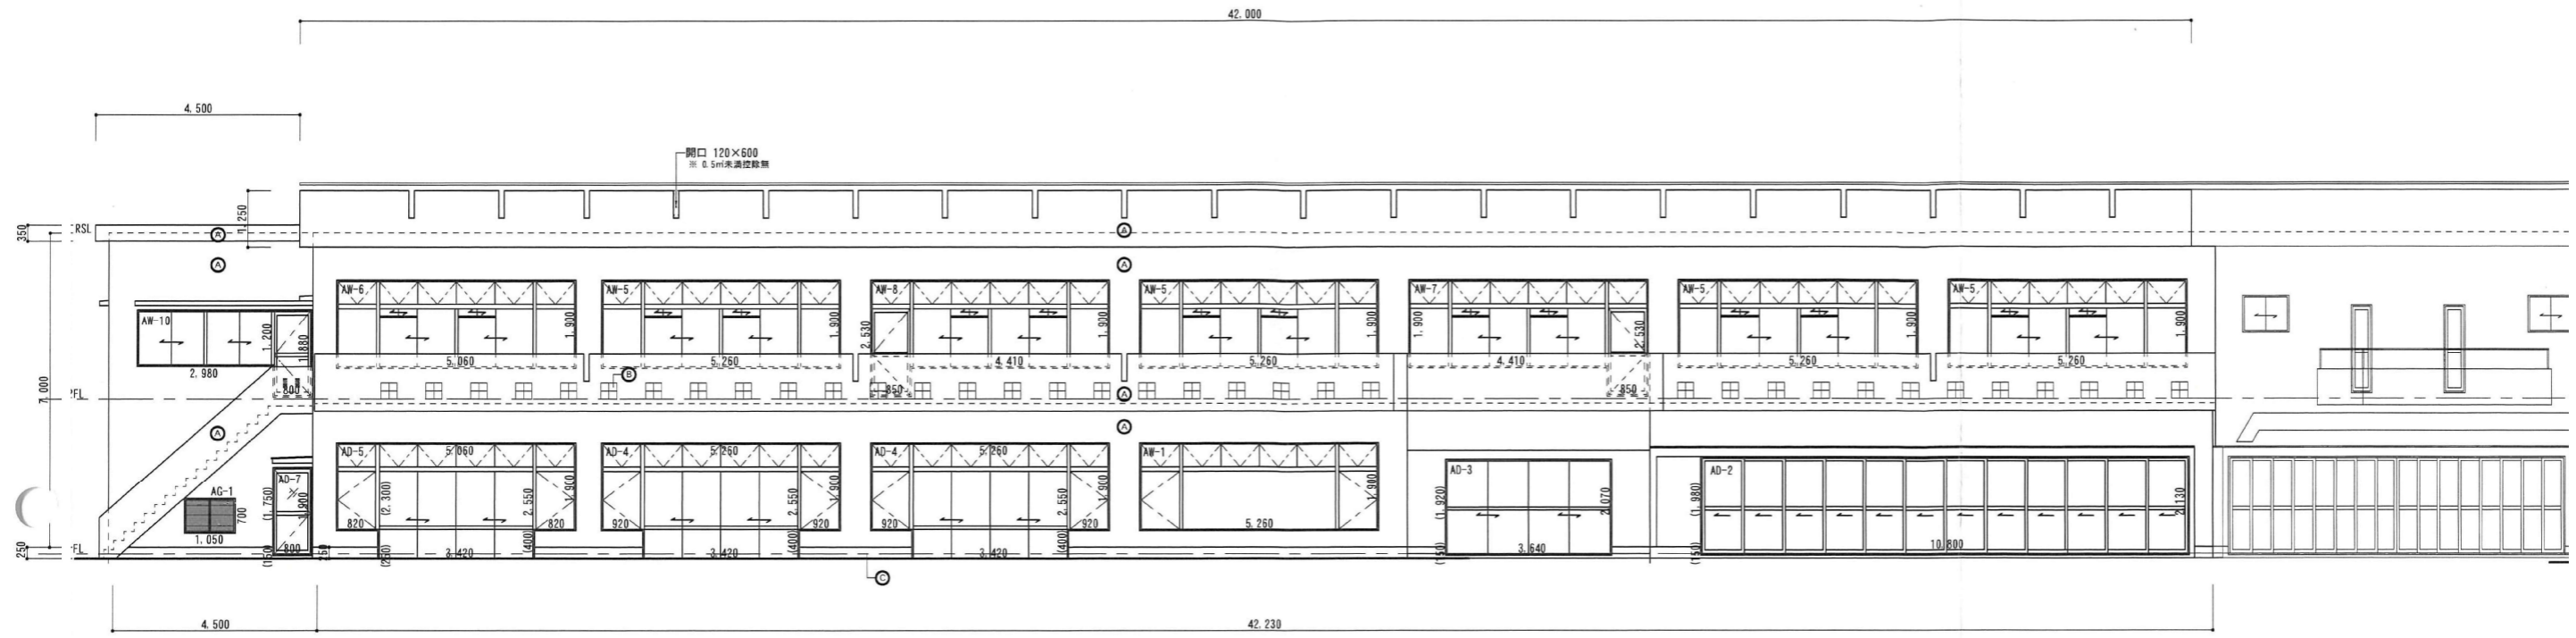 42.000
4.500
開口 120×600
※ 0.5㎡未満控除無
1.250
350
RSL
A
A
A
A
AW-6
AW-5
AW-8
AW-5
AW-7
AW-5
AW-5
1.900
1.900
2.530
1.900
1.900
1.900
2.530
1.900
1.900
AW-10
1.200
1.880
2.980
5.060
5.260
4.410
5.260
4.410
5.260
5.260
B
850
850
7.000
FL
A
A
A
AD-5
5.060
AD-4
5.260
AD-4
5.260
AW-1
AD-3
AD-2
AG-1
AD-7
(1.750)
1.900
700
1.050
(2.300)
2.550
1.900
2.550
1.900
2.550
1.900
1.900
(1.920)
2.070
(1.980)
2.130
820
820
920
920
920
920
5.260
250
FL
(150)
800
(250)
3.420
(400)
3.420
(400)
3.420
(400)
(150)
3.640
(150)
10.800
C
4.500
42.230